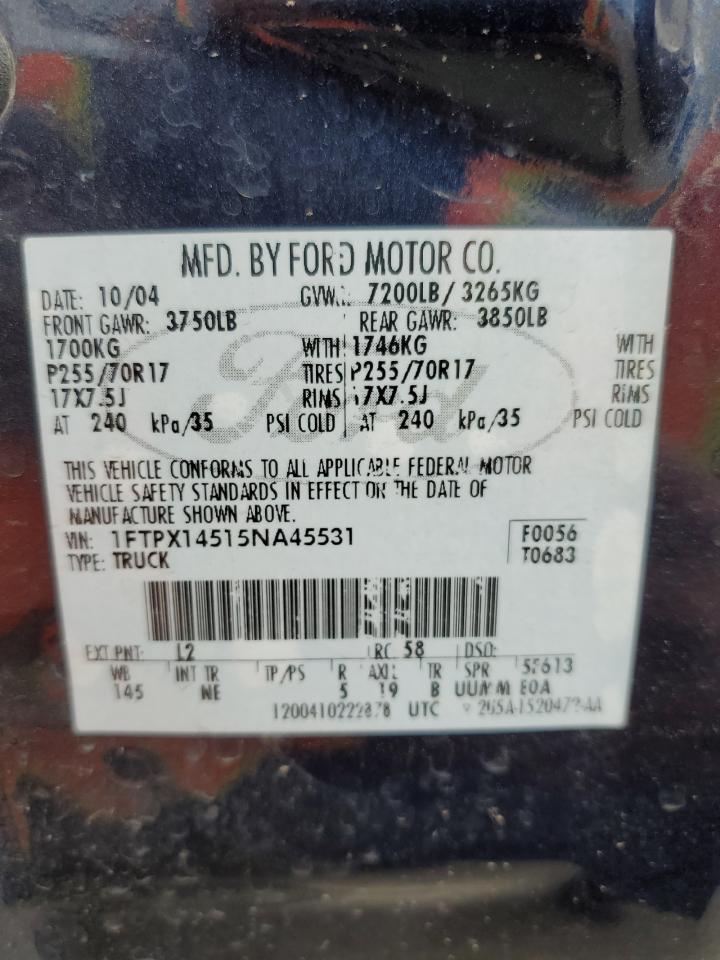 MFD. BY FORD MOTOR CO.
DATE: 10/04 GVW 7200LB/ 3265KG
FRONT GAWR: 3750LB REAR GAWR: 3850LB
1700KG WITH 1746KG WITH
P255/70R17 TIRES P255/70R17 TIRES
17X7.5J RIMS 17X7.5J RIMS
AT 240 kPa/35 PSI COLD AT 240 kPa/35 PSI COLD
Ford
THIS VEHICLE CONFORMS TO ALL APPLICABLE FEDERAL MOTOR
VEHICLE SAFETY STANDARDS IN EFFECT ON THE DATE OF
MANUFACTURE SHOWN ABOVE.
VIN: 1FTPX14515NA45531 F0056
TYPE: TRUCK T0683
EXT PNT: L2 RC: 58 DSO:
WB INT TR TP/PS R AXLE TR SPR 5F613
145 NE 5 19 B UUMM EOA
UTC